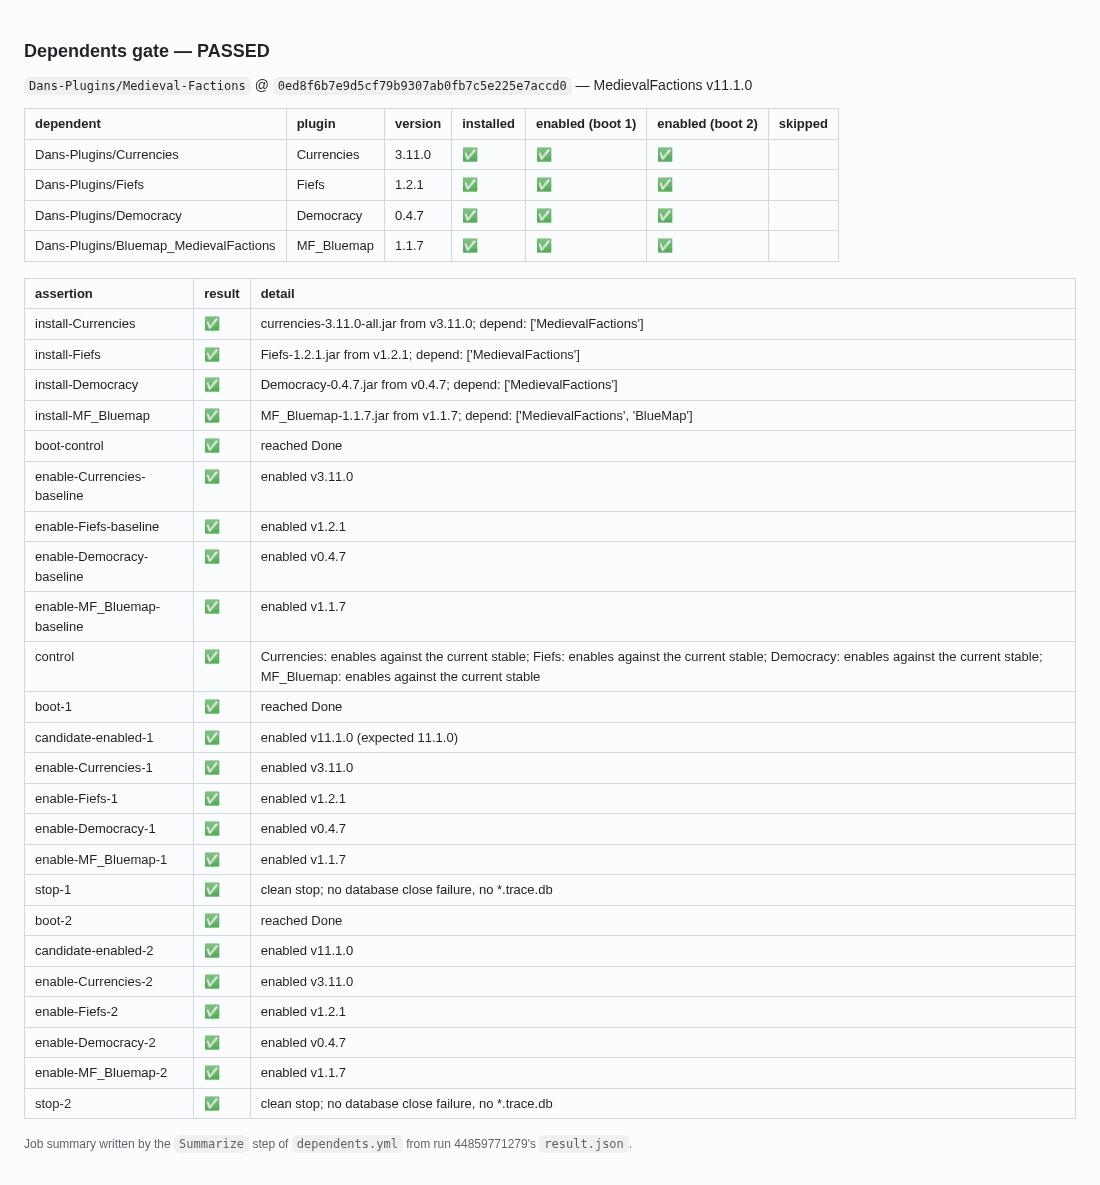 Dependents gate — PASSED
Dans-Plugins/Medieval-Factions @ 0ed8f6b7e9d5cf79b9307ab0fb7c5e225e7accd0 — MedievalFactions v11.1.0
dependent plugin version installed enabled (boot 1) enabled (boot 2) skipped
Dans-Plugins/Currencies Currencies 3.11.0 ✅ ✅ ✅
Dans-Plugins/Fiefs Fiefs 1.2.1 ✅ ✅ ✅
Dans-Plugins/Democracy Democracy 0.4.7 ✅ ✅ ✅
Dans-Plugins/Bluemap_MedievalFactions MF_Bluemap 1.1.7 ✅ ✅ ✅
assertion result detail
install-Currencies ✅ currencies-3.11.0-all.jar from v3.11.0; depend: ['MedievalFactions']
install-Fiefs ✅ Fiefs-1.2.1.jar from v1.2.1; depend: ['MedievalFactions']
install-Democracy ✅ Democracy-0.4.7.jar from v0.4.7; depend: ['MedievalFactions']
install-MF_Bluemap ✅ MF_Bluemap-1.1.7.jar from v1.1.7; depend: ['MedievalFactions', 'BlueMap']
boot-control ✅ reached Done
enable-Currencies- ✅ enabled v3.11.0
baseline
enable-Fiefs-baseline ✅ enabled v1.2.1
enable-Democracy- ✅ enabled v0.4.7
baseline
enable-MF_Bluemap- ✅ enabled v1.1.7
baseline
control ✅ Currencies: enables against the current stable; Fiefs: enables against the current stable; Democracy: enables against the current stable;
MF_Bluemap: enables against the current stable
boot-1 ✅ reached Done
candidate-enabled-1 ✅ enabled v11.1.0 (expected 11.1.0)
enable-Currencies-1 ✅ enabled v3.11.0
enable-Fiefs-1 ✅ enabled v1.2.1
enable-Democracy-1 ✅ enabled v0.4.7
enable-MF_Bluemap-1 ✅ enabled v1.1.7
stop-1 ✅ clean stop; no database close failure, no *.trace.db
boot-2 ✅ reached Done
candidate-enabled-2 ✅ enabled v11.1.0
enable-Currencies-2 ✅ enabled v3.11.0
enable-Fiefs-2 ✅ enabled v1.2.1
enable-Democracy-2 ✅ enabled v0.4.7
enable-MF_Bluemap-2 ✅ enabled v1.1.7
stop-2 ✅ clean stop; no database close failure, no *.trace.db
Job summary written by the Summarize step of dependents.yml from run 44859771279's result.json.